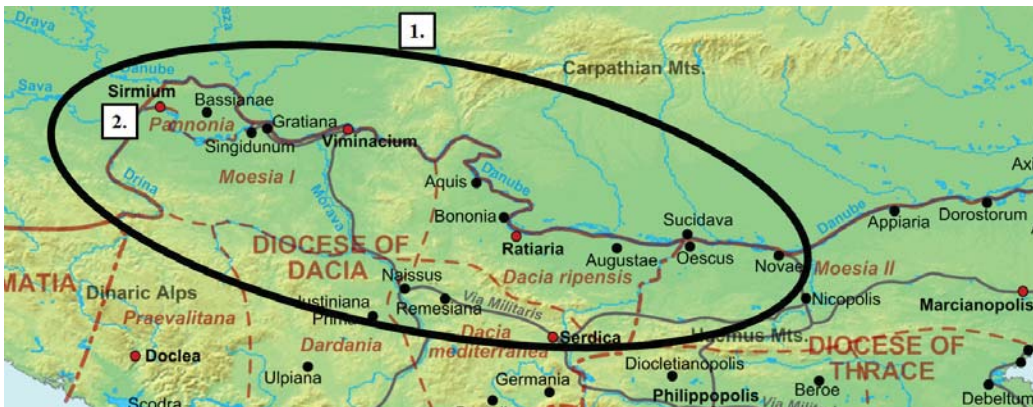 Drava
1.
Carpathian Mts.
Danube
Sava
Sirmium
Bassianae
2.
Pannonia
Gratiana
Singidunum
Viminacium
Moesia I
Drina
Morava
Aquis
Danube
Bononia
Ratiaria
Sucidava
Oescus
Augustae
Novae
Danube
Appiaria
Dorostorum
Moesia II
DIOCESE OF
DACIA
Dacia ripensis
MATIA
Dinaric Alps
Praevalitana
Naissus
Remesiana
Via Militaris
Nicopolis
Marcianopolis
Justiniana
Prima
Dardania
Dacia
mediterranea
Serdica
Haemus Mts.
DIOCESE OF
THRACE
Doclea
Ulpiana
Diocletianopolis
Germania
Philippopolis
Beroe
Scodra
Via Militaris
Debeltum